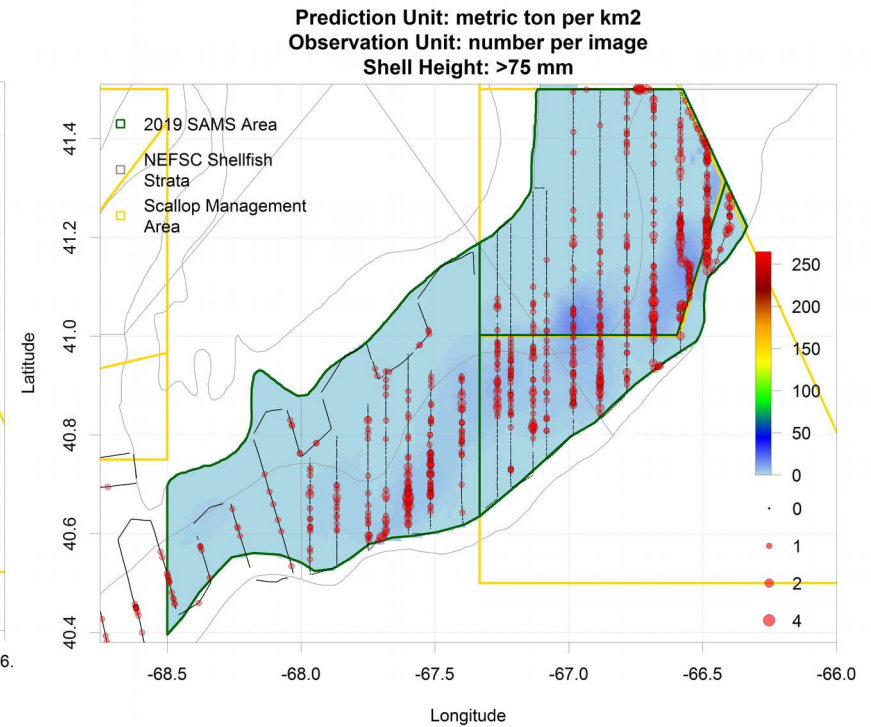 Prediction Unit: metric ton per km2
Observation Unit: number per image
Shell Height: >75 mm
2019 SAMS Area
NEFSC Shellfish
Strata
Scallop Management
Area
Latitude
41.4
41.2
41.0
40.8
40.6
40.4
250
200
150
100
50
0
0
1
2
4
6.
-68.5
-68.0
-67.5
-67.0
-66.5
-66.0
Longitude